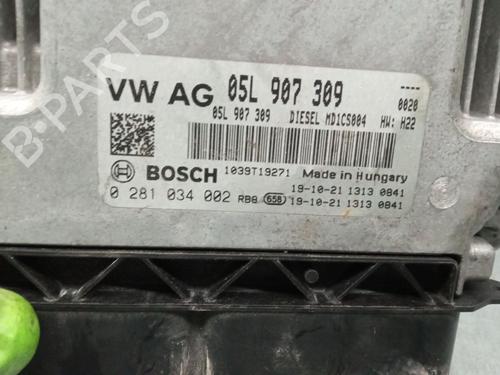 VW AG 05L 907 309 ----
05L 907 309 DIESEL MD1CS004 0020
HW: H22
1039T19271 Made in Hungary
BOSCH 19-10-21 1313 0841
0 281 034 002 RBB 658 19-10-21 1313 0841
B-PARTS